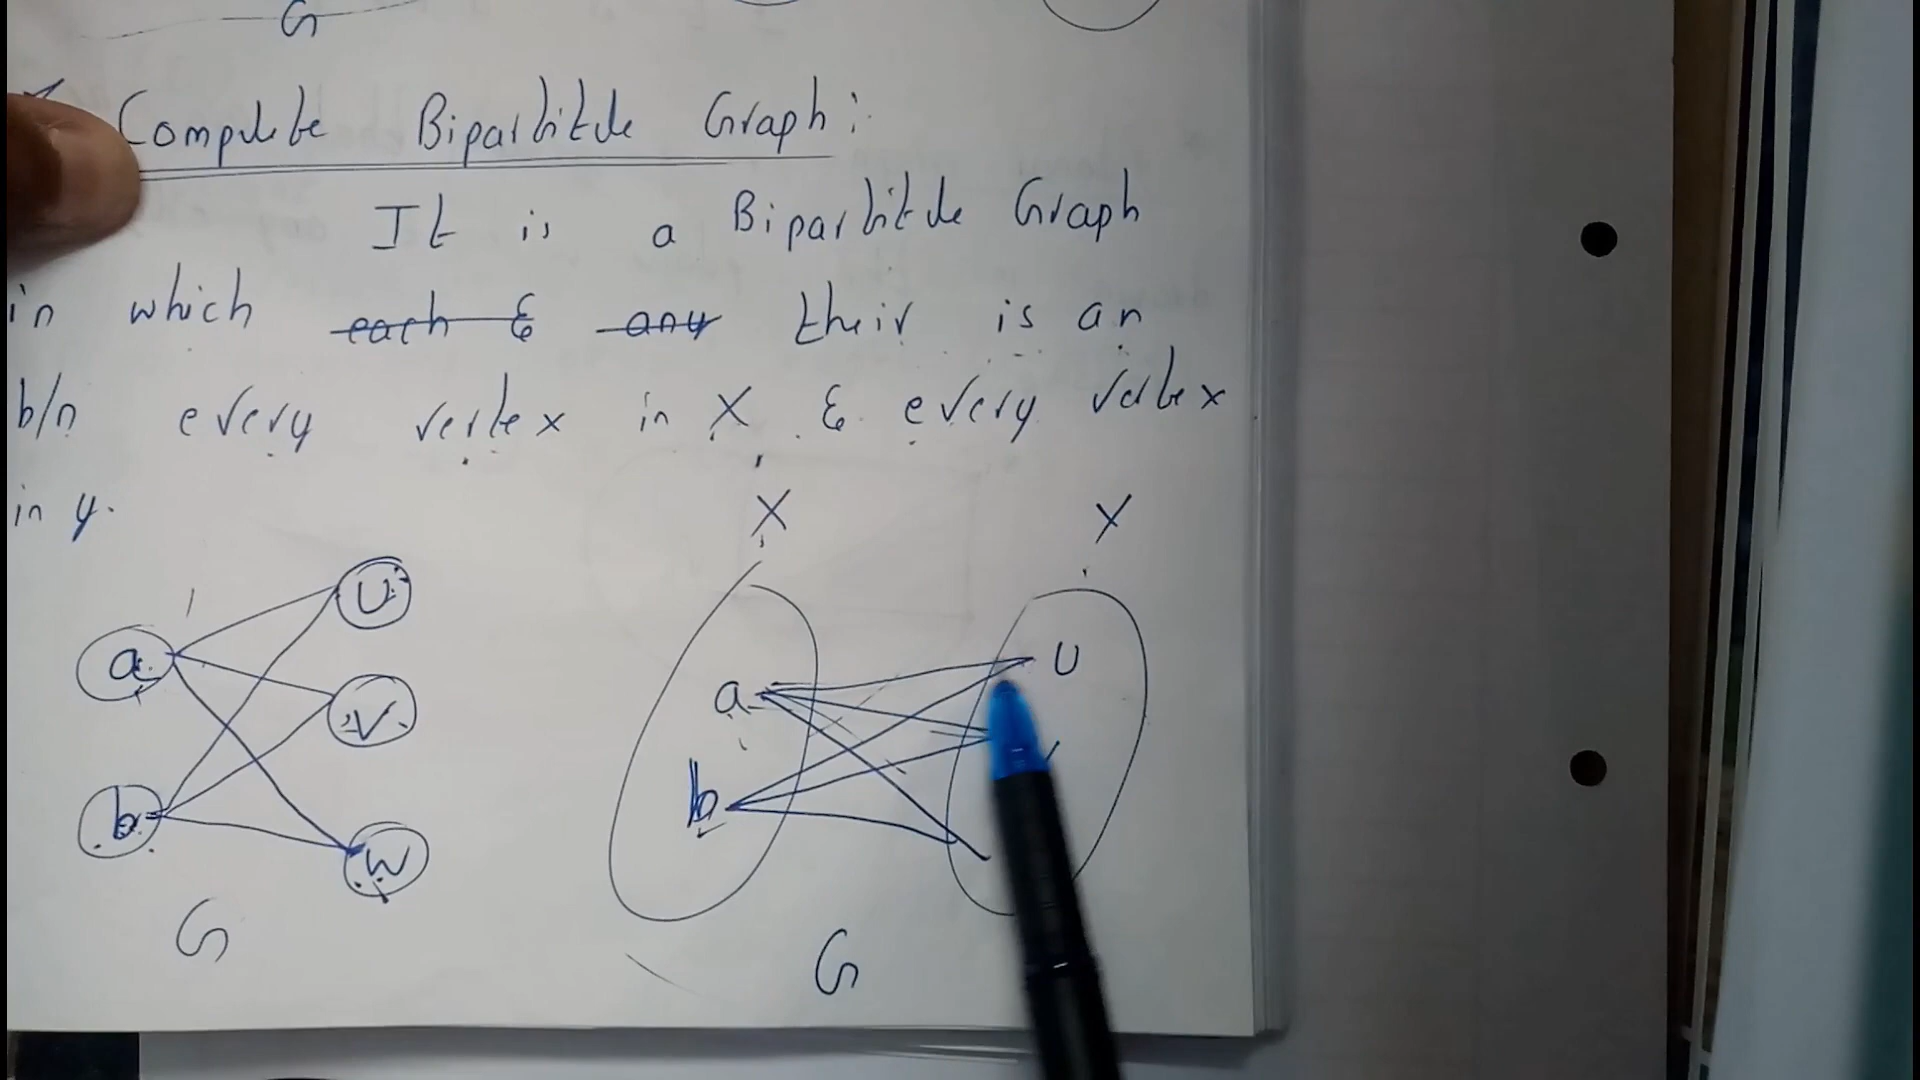 G
Complete Bipartite Graph:
It is a Bipartite Graph
in which each & any their is an
b/n every vertex in X & every vertex
in y.
X Y
a U
b V
W
G
a U
b
G